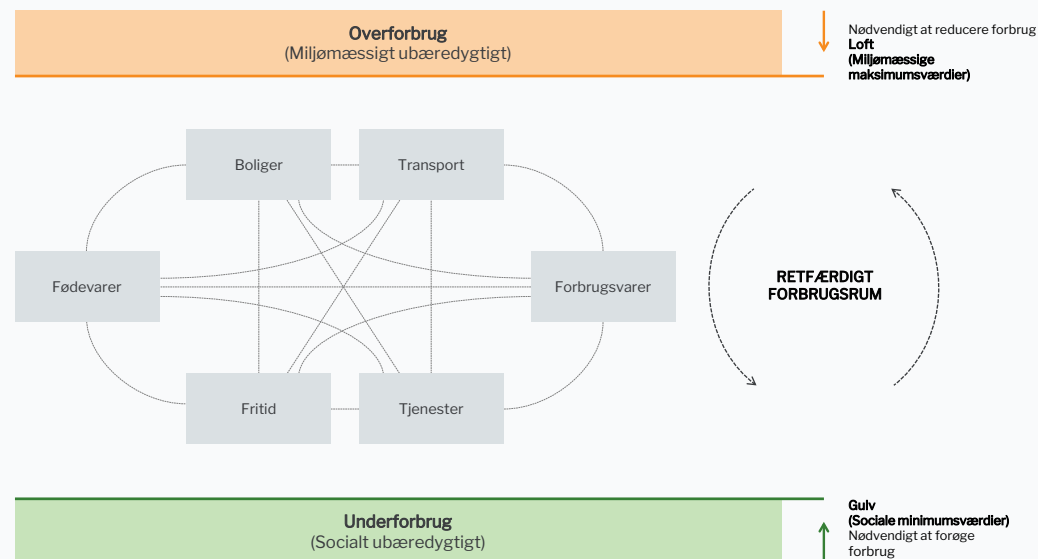 Overforbrug
(Miljømæssigt ubæredygtigt)
Nødvendigt at reducere forbrug
Loft
(Miljømæssige
maksimumsværdier)
Boliger
Transport
Fødevarer
Forbrugsvarer
RETFÆRDIGT
FORBRUGSRUM
Fritid
Tjenester
Underforbrug
(Socialt ubæredygtigt)
Gulv
(Sociale minimumsværdier)
Nødvendigt at forøge
forbrug